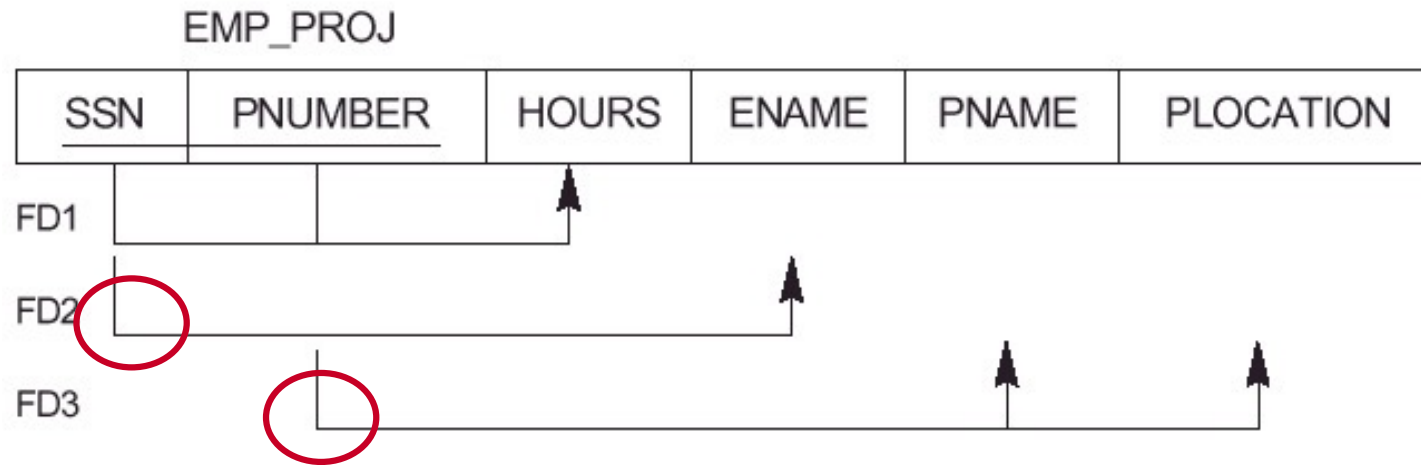 EMP_PROJ
SSN PNUMBER HOURS ENAME PNAME PLOCATION
FD1
FD2
FD3